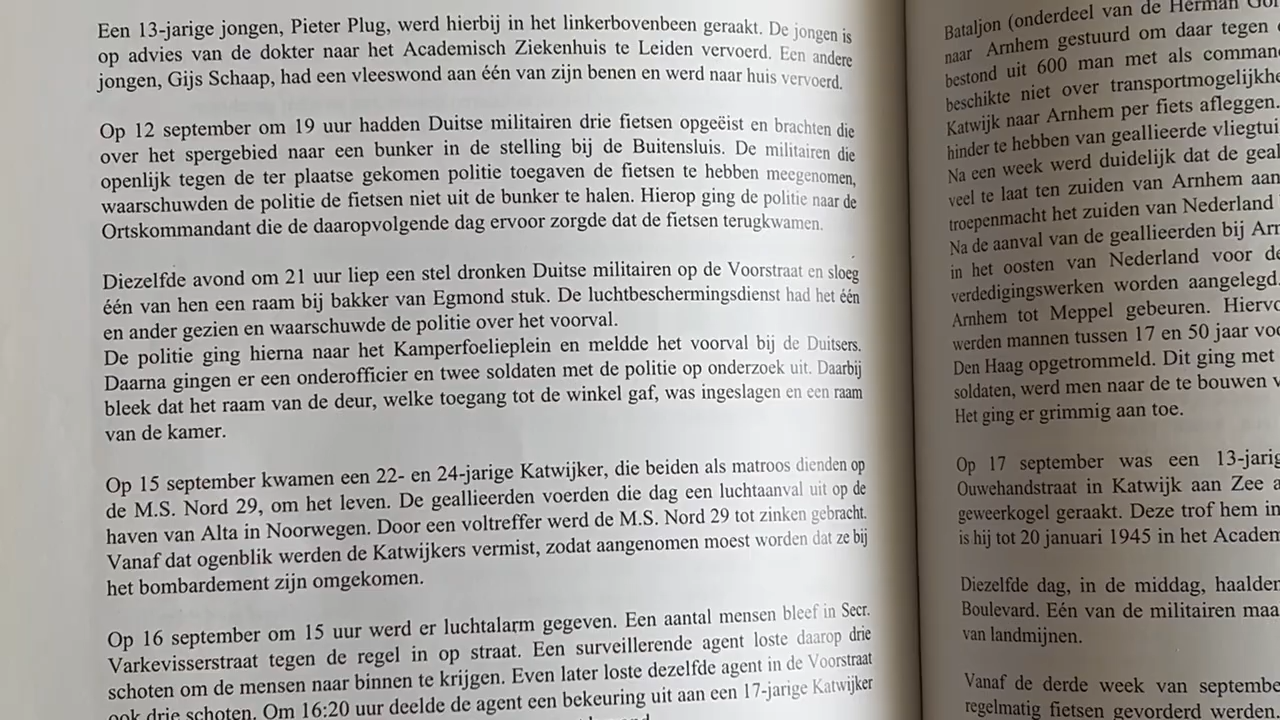 Een 13-jarige jongen, Pieter Plug, werd hierbij in het linkerbovenbeen geraakt. De jongen is
op advies van de dokter naar het Academisch Ziekenhuis te Leiden vervoerd. Een andere
jongen, Gijs Schaap, had een vleeswond aan één van zijn benen en werd naar huis vervoerd.
Op 12 september om 19 uur hadden Duitse militairen drie fietsen opgeëist en brachten die
over het spergebied naar een bunker in de stelling bij de Buitensluis. De militairen die
openlijk tegen de ter plaatse gekomen politie toegaven de fietsen te hebben meegenomen,
waarschuwden de politie de fietsen niet uit de bunker te halen. Hierop ging de politie naar de
Ortskommandant die de daaropvolgende dag ervoor zorgde dat de fietsen terugkwamen.
Diezelfde avond om 21 uur liep een stel dronken Duitse militairen op de Voorstraat en sloeg
één van hen een raam bij bakker van Egmond stuk. De luchtbeschermingsdienst had het één
en ander gezien en waarschuwde de politie over het voorval.
De politie ging hierna naar het Kamperfoelieplein en meldde het voorval bij de Duitsers.
Daarna gingen er een onderofficier en twee soldaten met de politie op onderzoek uit. Daarbij
bleek dat het raam van de deur, welke toegang tot de winkel gaf, was ingeslagen en een raam
van de kamer.
Op 15 september kwamen een 22- en 24-jarige Katwijker, die beiden als matroos dienden op
de M.S. Nord 29, om het leven. De geallieerden voerden die dag een luchtaanval uit op de
haven van Alta in Noorwegen. Door een voltreffer werd de M.S. Nord 29 tot zinken gebracht.
Vanaf dat ogenblik werden de Katwijkers vermist, zodat aangenomen moest worden dat ze bij
het bombardement zijn omgekomen.
Op 16 september om 15 uur werd er luchtalarm gegeven. Een aantal mensen bleef in Secr.
Varkevisserstraat tegen de regel in op straat. Een surveillerende agent loste daarop drie
schoten om de mensen naar binnen te krijgen. Even later loste dezelfde agent in de Voorstraat
ook drie schoten. Om 16:20 uur deelde de agent een bekeuring uit aan een 17-jarige Katwijker
Bataljon (onderdeel van de Herman
naar Arnhem gestuurd om daar tegen
bestond uit 600 man met als
beschikte niet over
Katwijk naar Arnhem per fiets afleggen.
hinder te hebben van geallieerde
Na een week werd duidelijk dat de
veel te laat ten zuiden van Arnhem
troepenmacht het zuiden van Nederland
Na de aanval van de geallieerden bij
in het oosten van Nederland voor
verdedigingswerken worden aangelegd.
Arnhem tot Meppel gebeuren.
werden mannen tussen 17 en 50 jaar
Den Haag opgetrommeld. Dit ging met
soldaten, werd men naar de te bouwen
Het ging er grimmig aan toe.
Op 17 september was een
Ouwehandstraat in Katwijk aan Zee
geweerkogel geraakt. Deze trof hem
is hij tot 20 januari 1945 in het
Diezelfde dag, in de middag,
Boulevard. Eén van de militairen
van landmijnen.
Vanaf de derde week van
regelmatig fietsen gevorderd werden.